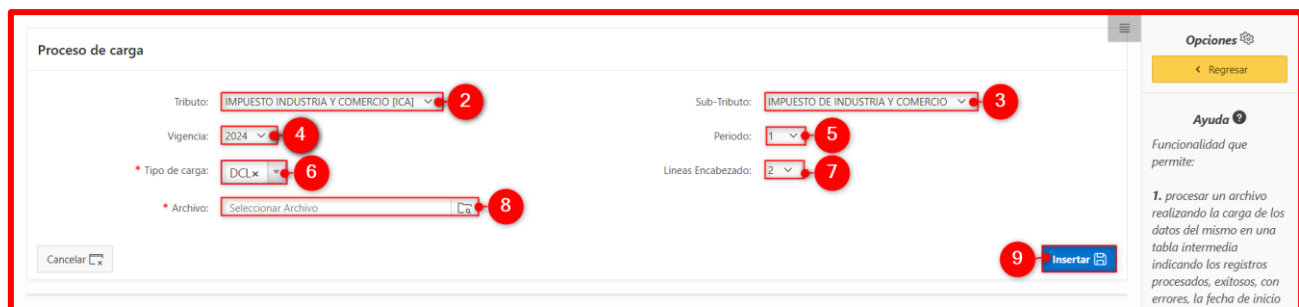 Proceso de carga
Tributo: IMPUESTO INDUSTRIA Y COMERCIO [ICA] 2
Sub-Tributo: IMPUESTO DE INDUSTRIA Y COMERCIO 3
Vigencia: 2024 4
Periodo: 1 5
* Tipo de carga: DCL× 6
Lineas Encabezado: 2 7
* Archivo: Seleccionar Archivo 8
Cancelar
9 Insertar
Opciones
Regresar
Ayuda
Funcionalidad que
permite:
1. procesar un archivo
realizando la carga de los
datos del mismo en una
tabla intermedia
indicando los registros
procesados, exitosos, con
errores, la fecha de inicio